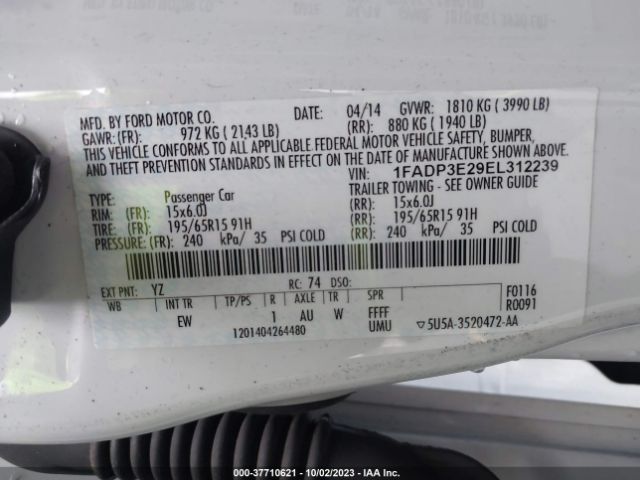 MFD. BY FORD MOTOR CO. DATE: 04/14 GVWR: 1810 KG ( 3990 LB)
GAWR: (FR): 972 KG ( 2143 LB) (RR): 880 KG ( 1940 LB)
THIS VEHICLE CONFORMS TO ALL APPLICABLE FEDERAL MOTOR VEHICLE SAFETY, BUMPER,
AND THEFT PREVENTION STANDARDS IN EFFECT ON THE DATE OF MANUFACTURE SHOWN ABOVE.
VIN: 1FADP3E29EL312239
TYPE: Passenger Car TRAILER TOWING - SEE OWNER GUIDE
RIM: (FR): 15x6.0J (RR): 15x6.0J
TIRE: (FR): 195/65R15 91H (RR): 195/65R15 91H
PRESSURE: (FR): 240 kPa/ 35 PSI COLD (RR): 240 kPa/ 35 PSI COLD
EXT PNT: YZ RC: 74 DSO: F0116
WB INT TR TP/PS R AXLE TR SPR R0091
EW 1 AU W FFFF
1201404264480 UMU ▽5U5A-3520472-AA
000-37710621 - 10/02/2023 - IAA Inc.